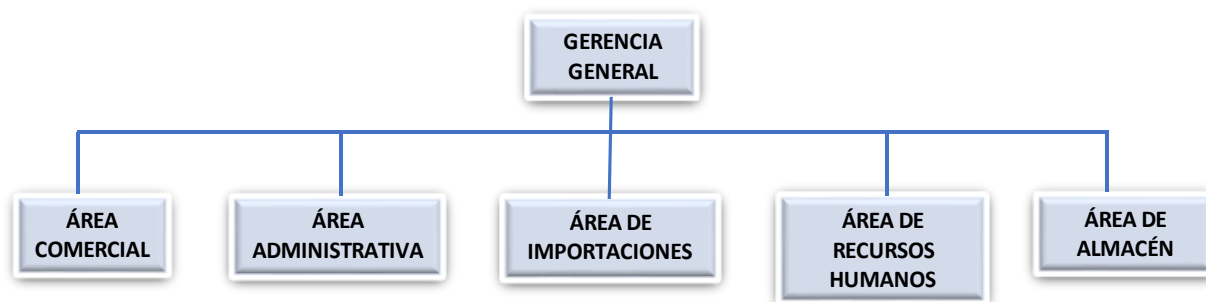 GERENCIA
GENERAL
ÁREA
COMERCIAL
ÁREA
ADMINISTRATIVA
ÁREA DE
IMPORTACIONES
ÁREA DE
RECURSOS
HUMANOS
ÁREA DE
ALMACÉN